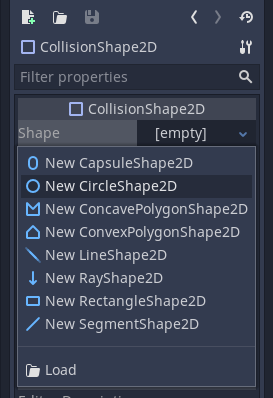 CollisionShape2D
Filter properties
CollisionShape2D
Shape [empty]
New CapsuleShape2D
New CircleShape2D
New ConcavePolygonShape2D
New ConvexPolygonShape2D
New LineShape2D
New RayShape2D
New RectangleShape2D
New SegmentShape2D
Load